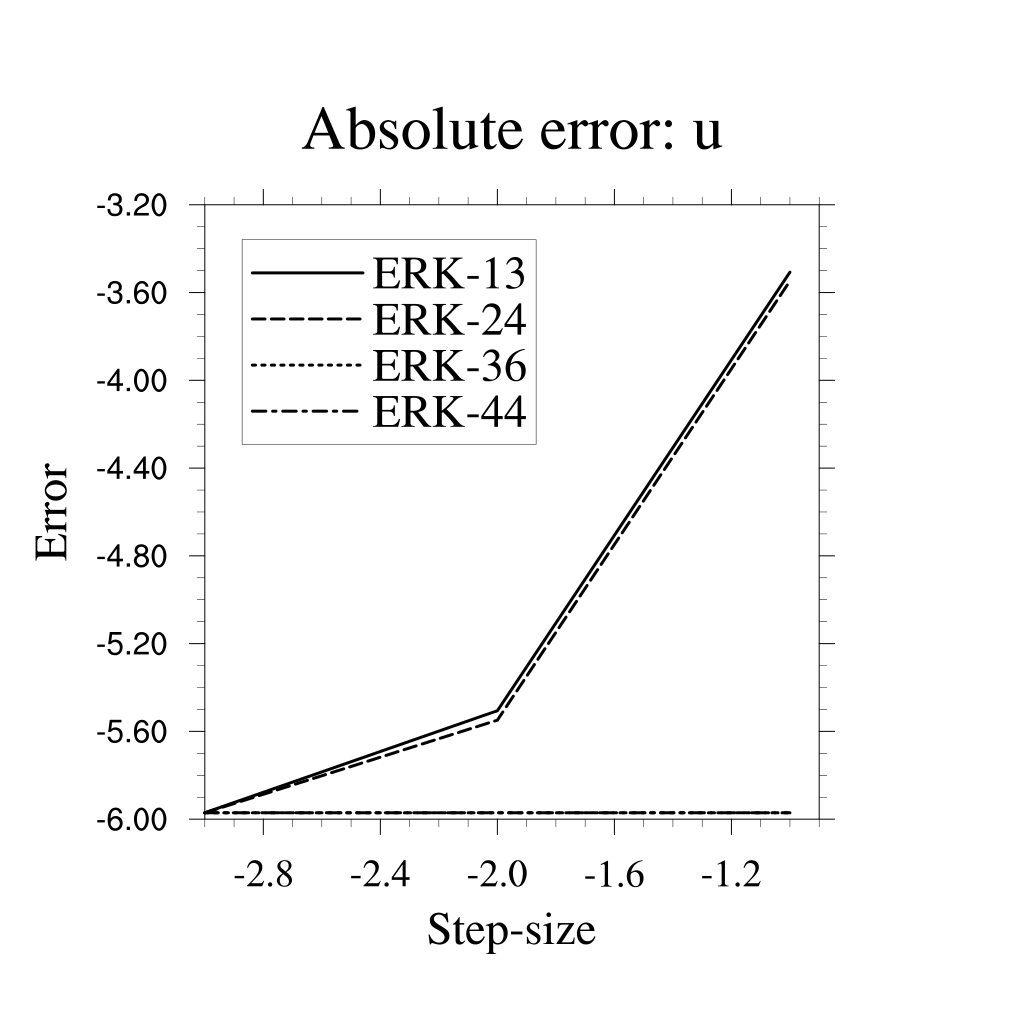 Absolute error: u
-3.20
-3.60
-4.00
-4.40
-4.80
-5.20
-5.60
-6.00
Error
ERK-13
ERK-24
ERK-36
ERK-44
-2.8 -2.4 -2.0 -1.6 -1.2
Step-size